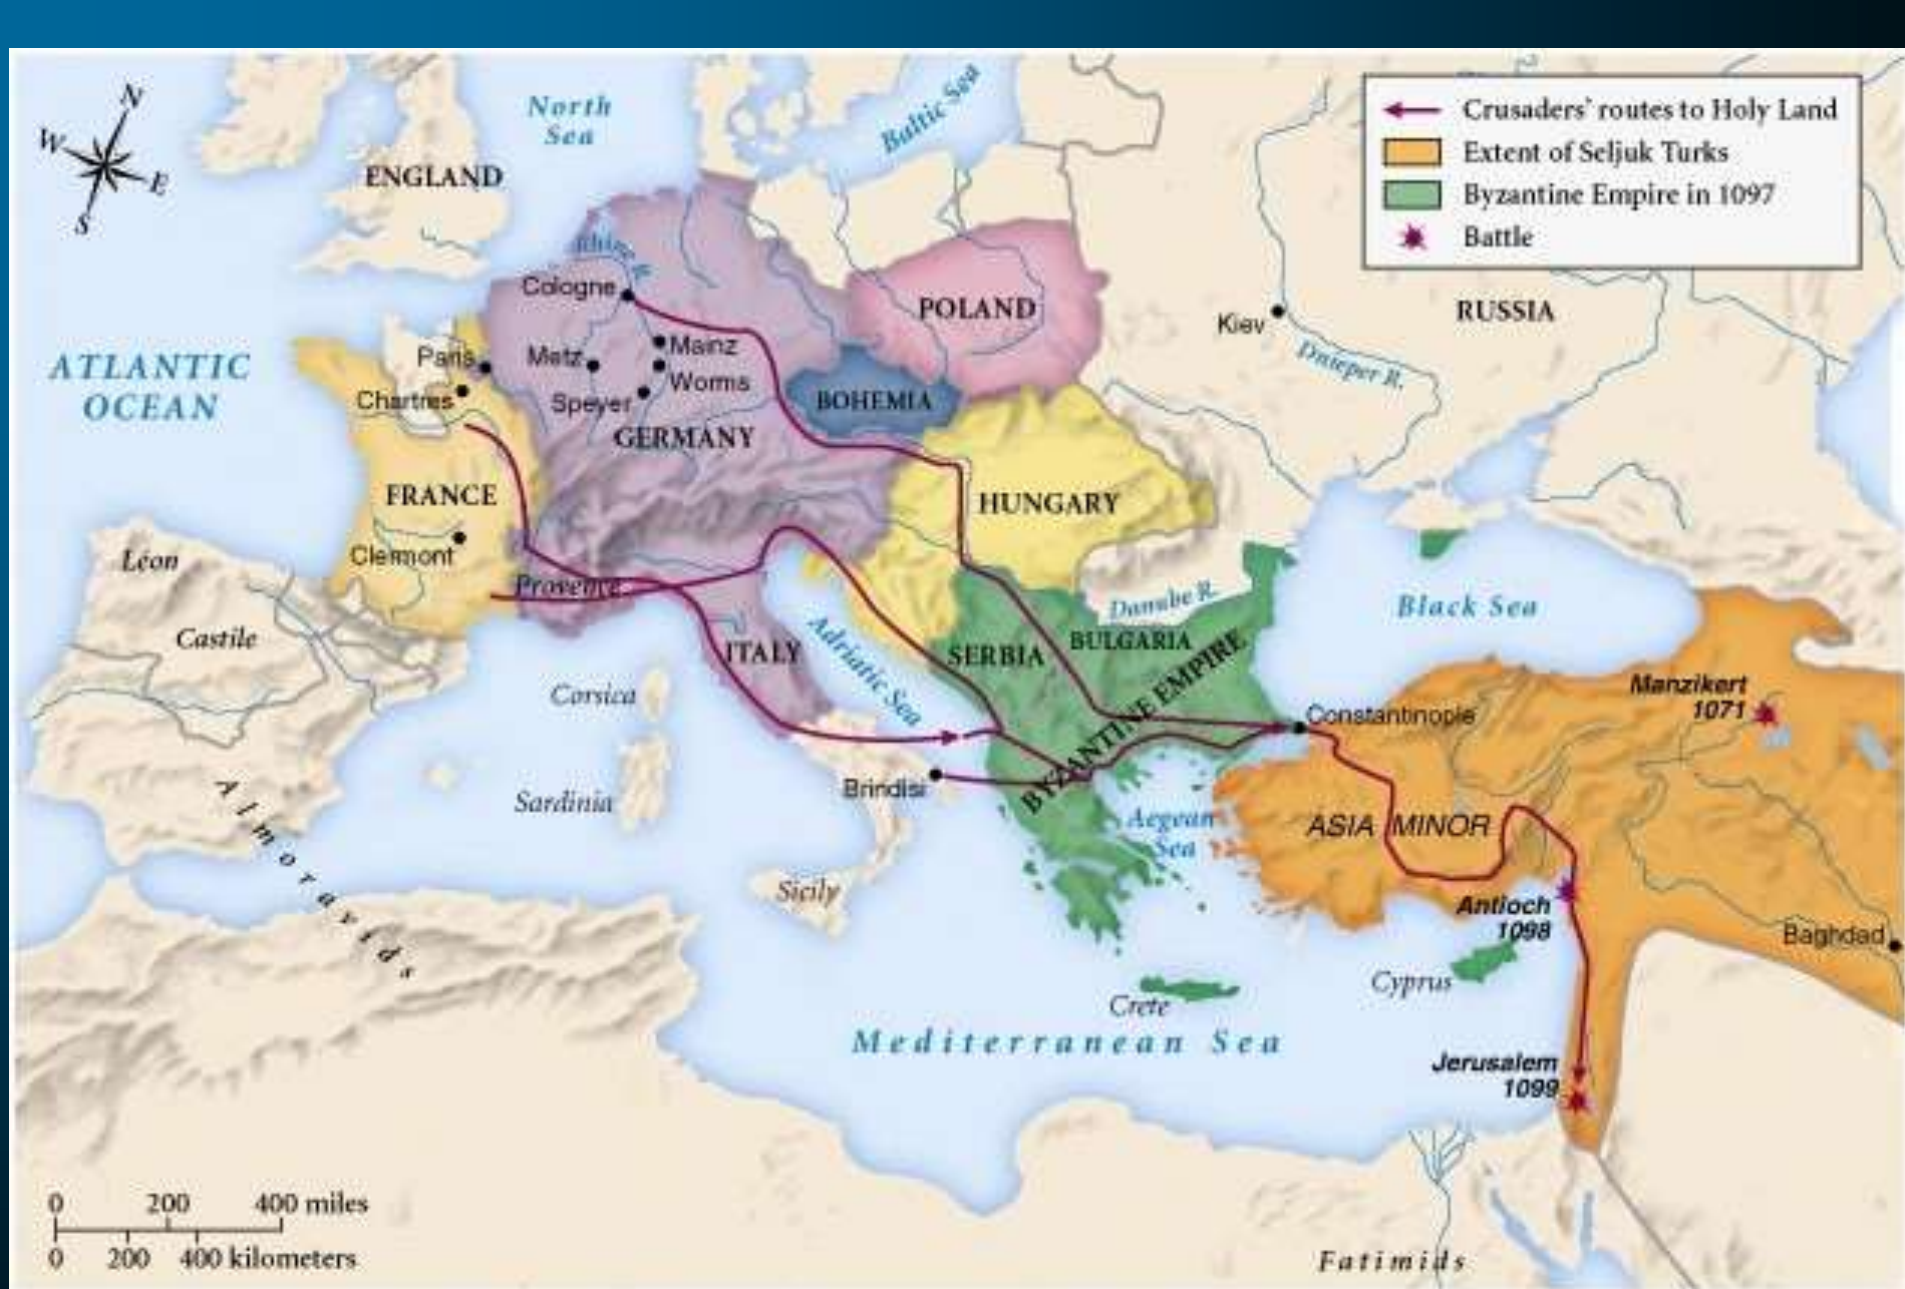 N
W
E
S
North
Sea
Baltic Sea
ENGLAND
Crusaders' routes to Holy Land
Extent of Seljuk Turks
Byzantine Empire in 1097
Battle
Rhine R.
Cologne
POLAND
RUSSIA
Kiev
Dnieper R.
ATLANTIC
OCEAN
Paris
Metz
Mainz
Worms
Chartres
Speyer
BOHEMIA
GERMANY
FRANCE
HUNGARY
Clermont
Léon
Provence
Danube R.
Black Sea
Castile
ITALY
Adriatic Sea
SERBIA
BULGARIA
BYZANTINE EMPIRE
Corsica
Manzikert
1071
Constantinople
Brindisi
Sardinia
Aegean
Sea
ASIA MINOR
Almoravids
Sicily
Antioch
1098
Baghdad
Cyprus
Crete
Mediterranean Sea
Jerusalem
1099
0 200 400 miles
0 200 400 kilometers
Fatimids